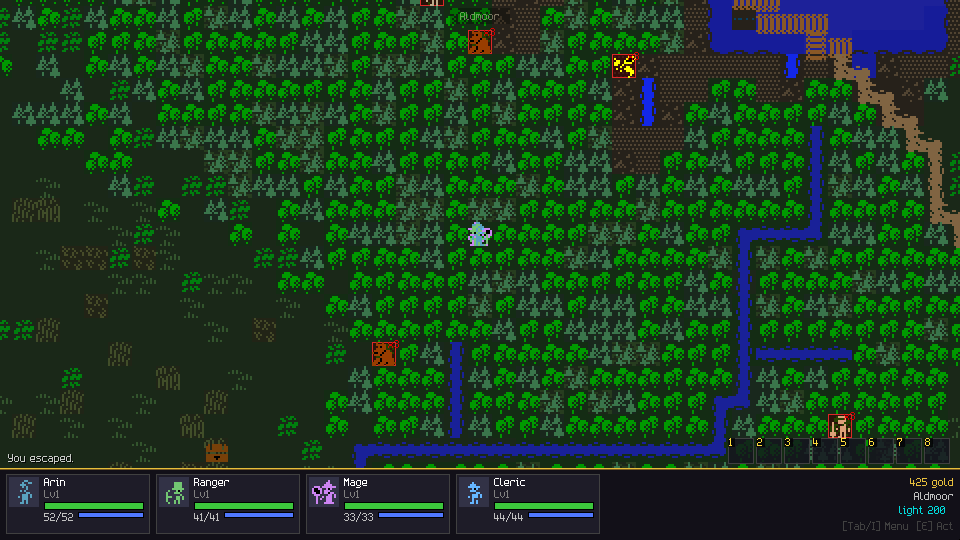 Aldmoor
You escaped.
1 2 3 4 5 6 7 8
Arin
Lv1
52/52
Ranger
Lv1
41/41
Mage
Lv1
33/33
Cleric
Lv1
44/44
425 gold
Aldmoor
light 200
[Tab/I] Menu [E] Act